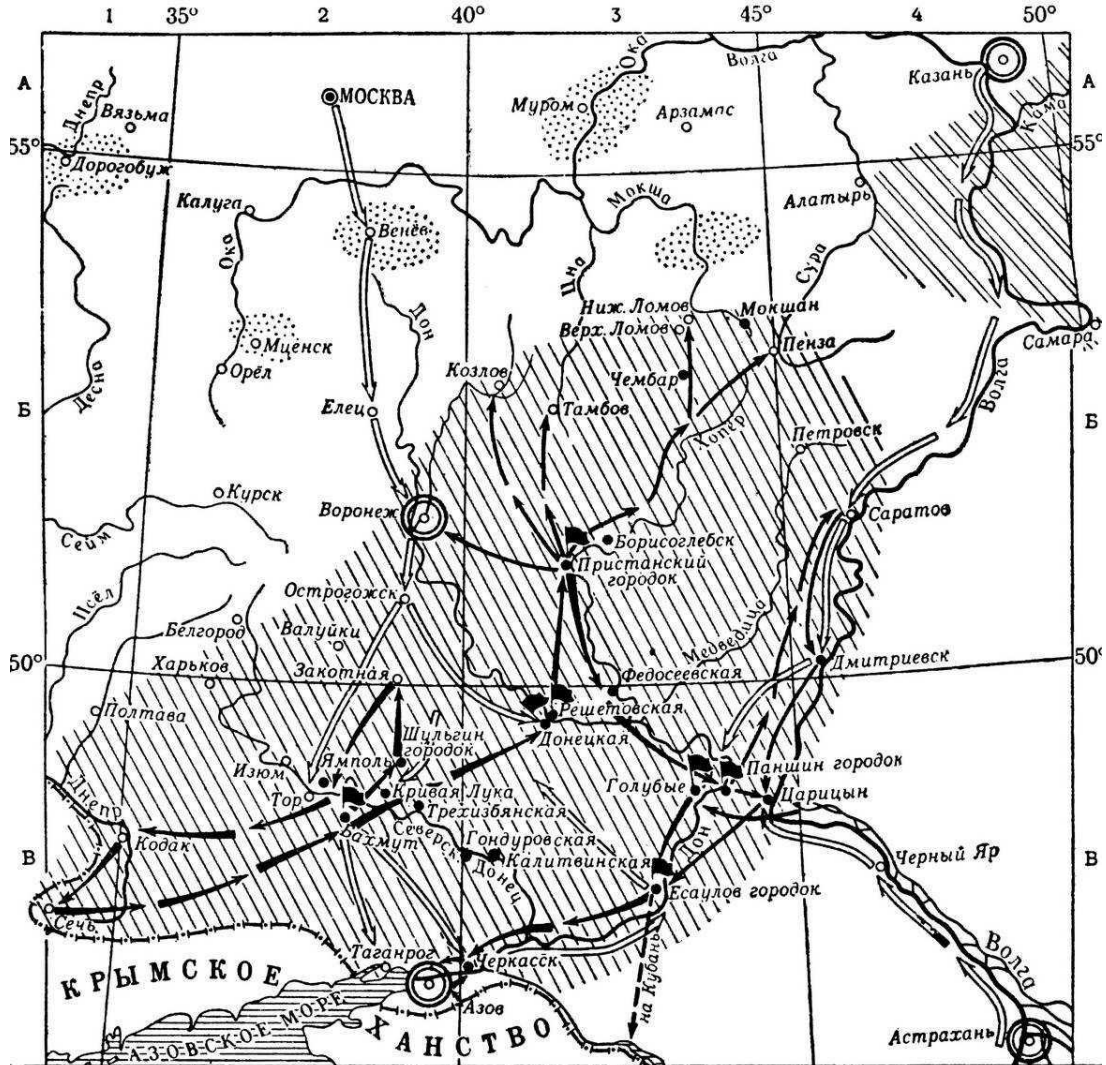 1 35° 2 40° 3 45° 4 50°
А
А
Днепр
Вязьма
Дорогобуж
МОСКВА
Муром
Ока
Волга
Арзамас
Казань
Кама
55°
55°
Калуга
Ока
Венёв
Мокша
Алатырь
Цна
Сура
Дон
Десна
Мценск
Орёл
Ниж. Ломов
Мокшан
Верх. Ломов
Пенза
Самара
Козлов
Чембар
Волга
Елец
Тамбов
Б
Б
Хопёр
Петровск
Курск
Воронеж
Саратов
Сейм
Борисоглебск
Пристанский
городок
Псёл
Острогожск
Белгород
Валуйки
Медведица
50°
50°
Харьков
Закотная
Федосеевская
Дмитриевск
Полтава
Решетовская
Донецкая
Шульгин
городок
Изюм
Ямполь
Паншин городок
Днепр
Тор
Кривая Лука
Голубые
Царицын
Трехизбянская
Бахмут
Северск.
Донец
Гондуровская
Калитвинская
Дон
Кодак
В
В
Черный Яр
Есаулов городок
Сечь
Таганрог
Черкасск
Волга
КРЫМСКОЕ
ХАНСТВО
Азов
на Кубань
АЗОВСКОЕ МОРЕ
Астрахань